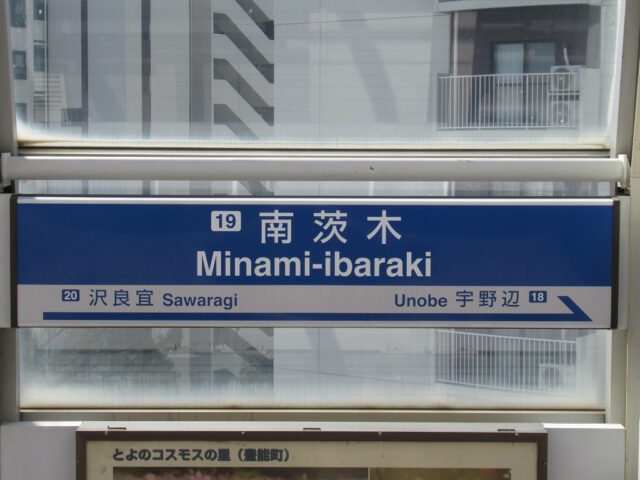 19 南茨木
Minami-ibaraki
20 沢良宜 Sawaragi Unobe 宇野辺 18
とよのコスモスの里（豊能町）